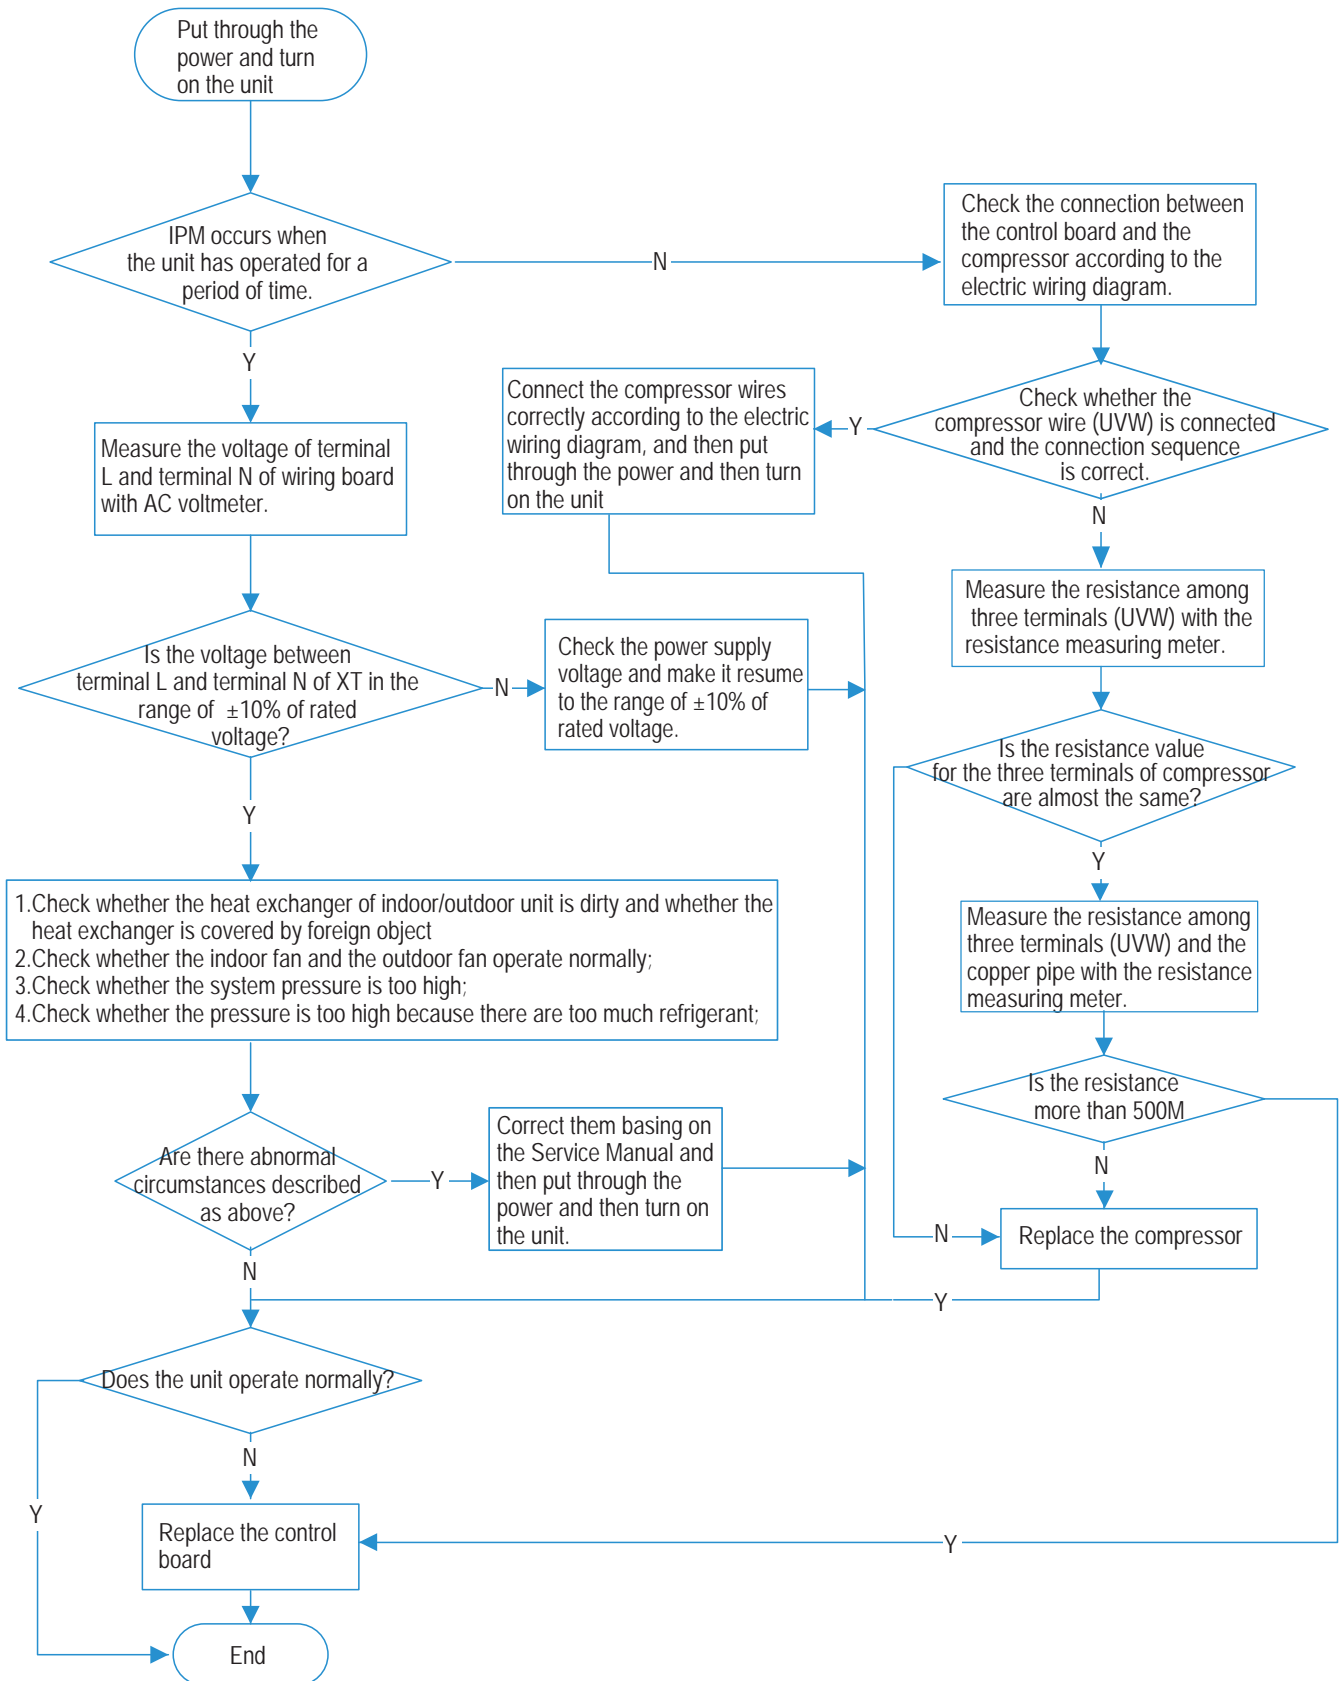 Put through the
power and turn
on the unit
IPM occurs when
the unit has operated for a
period of time.
N
Check the connection between
the control board and the
compressor according to the
electric wiring diagram.
Y
Connect the compressor wires
correctly according to the electric
wiring diagram, and then put
through the power and then turn
on the unit
Y
Check whether the
compressor wire (UVW) is connected
and the connection sequence
is correct.
Measure the voltage of terminal
L and terminal N of wiring board
with AC voltmeter.
N
Measure the resistance among
three terminals (UVW) with the
resistance measuring meter.
Is the voltage between
terminal L and terminal N of XT in the
range of ±10% of rated
voltage?
N
Check the power supply
voltage and make it resume
to the range of ±10% of
rated voltage.
Is the resistance value
for the three terminals of compressor
are almost the same?
Y
Y
1.Check whether the heat exchanger of indoor/outdoor unit is dirty and whether the
heat exchanger is covered by foreign object
2.Check whether the indoor fan and the outdoor fan operate normally;
3.Check whether the system pressure is too high;
4.Check whether the pressure is too high because there are too much refrigerant;
Measure the resistance among
three terminals (UVW) and the
copper pipe with the resistance
measuring meter.
Is the resistance
more than 500M
Are there abnormal
circumstances described
as above?
Y
Correct them basing on
the Service Manual and
then put through the
power and then turn on
the unit.
N
N
Replace the compressor
N
Y
Does the unit operate normally?
N
Y
Replace the control
board
Y
End